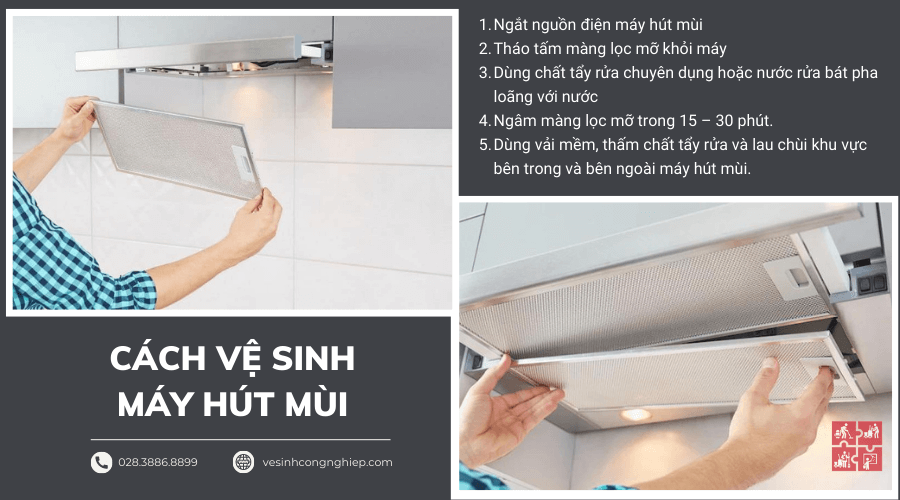 1. Ngắt nguồn điện máy hút mùi
2. Tháo tấm màng lọc mỡ khỏi máy
3. Dùng chất tẩy rửa chuyên dụng hoặc nước rửa bát pha
loãng với nước
4. Ngâm màng lọc mỡ trong 15 – 30 phút.
5. Dùng vải mềm, thấm chất tẩy rửa và lau chùi khu vực
bên trong và bên ngoài máy hút mùi.
CÁCH VỆ SINH
MÁY HÚT MÙI
028.3886.8899
vesinhcongnghiep.com